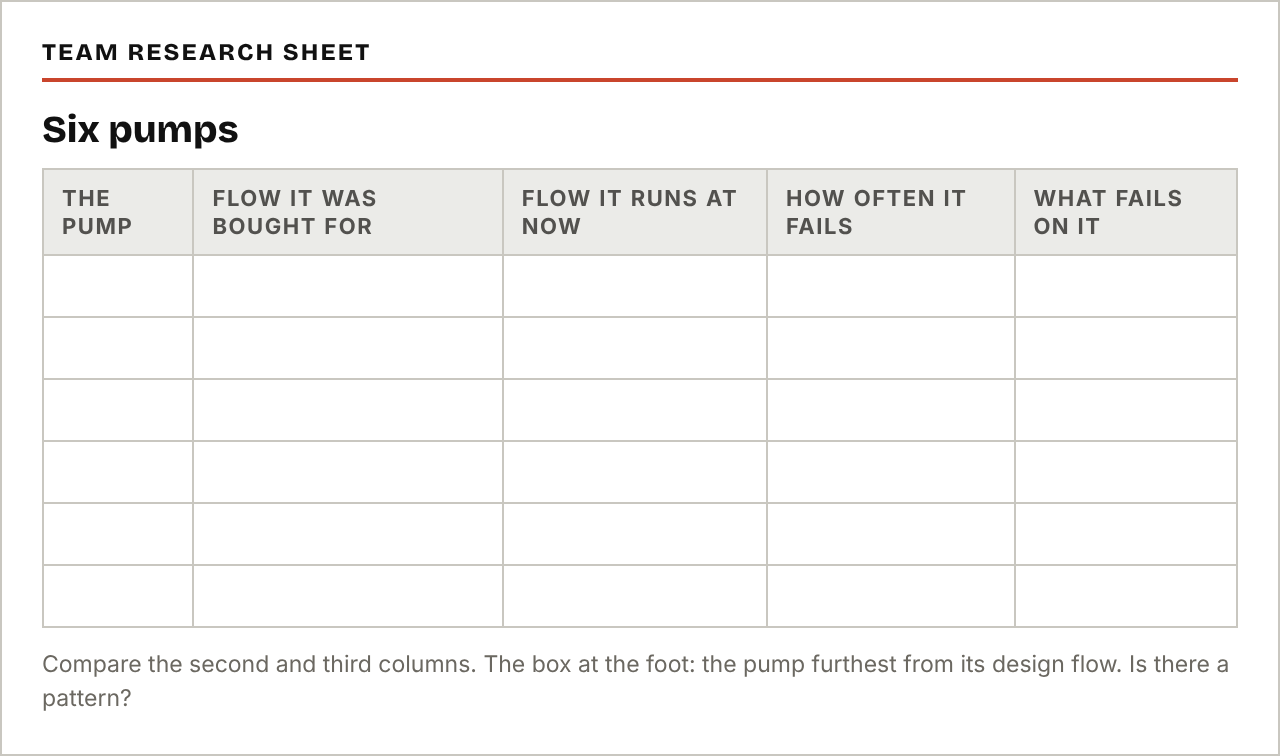 TEAM RESEARCH SHEET
Six pumps
THE PUMP
FLOW IT WAS BOUGHT FOR
FLOW IT RUNS AT NOW
HOW OFTEN IT FAILS
WHAT FAILS ON IT
Compare the second and third columns. The box at the foot: the pump furthest from its design flow. Is there a
pattern?